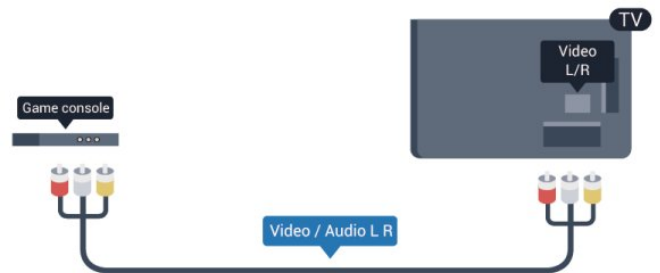 TV
Video
L/R
Game console
Video / Audio L R